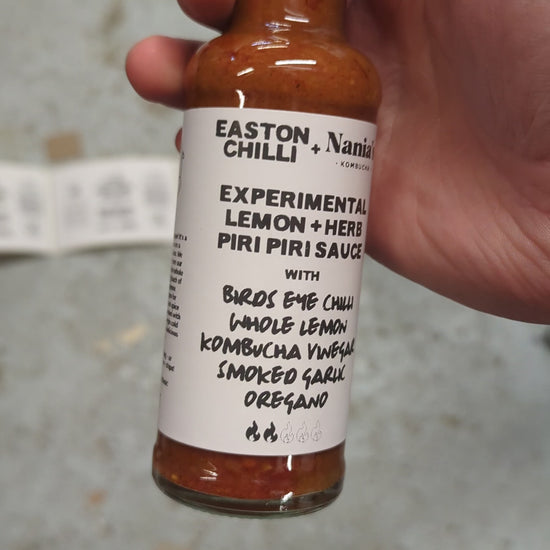 EASTON
CHILLI
+
Nania's
· KOMBUCHA
EXPERIMENTAL
LEMON + HERB
PIRI PIRI SAUCE
WITH
BIRDS EYE CHILLI
WHOLE LEMON
KOMBUCHA VINEGAR
SMOKED GARLIC
OREGANO